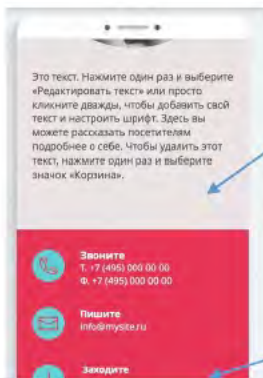 Это текст. Нажмите один раз и выберите
«Редактировать текст» или просто
кликните дважды, чтобы добавить свой
текст и настроить шрифт. Здесь вы
можете рассказать посетителям
подробнее о себе. Чтобы удалить этот
текст, нажмите один раз и выберите
значок «Корзина».
Звоните
Т. +7 (495) 000 00 00
Ф. +7 (495) 000 00 00
Пишите
info@mysite.ru
Заходите